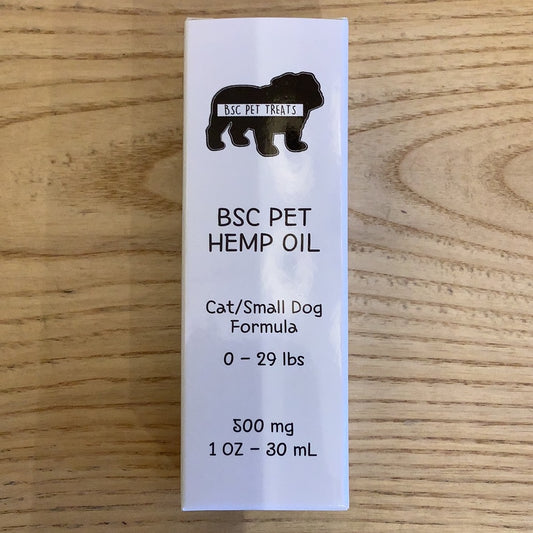 BSC PET TREATS
BSC PET
HEMP OIL
Cat/Small Dog
Formula
0 – 29 lbs
500 mg
1 OZ – 30 mL